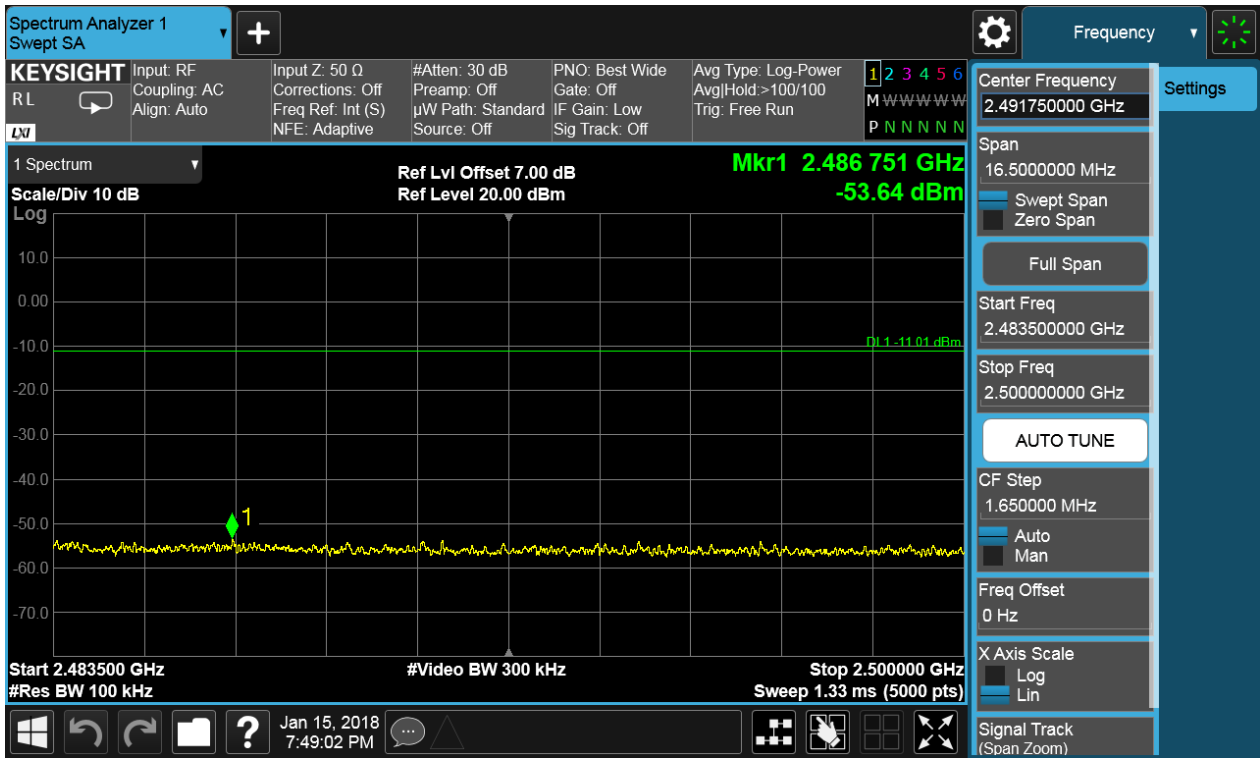 Spectrum Analyzer 1
Swept SA
Frequency
KEYSIGHT
R L
LXI
Input: RF
Coupling: AC
Align: Auto
Input Z: 50 Ω
Corrections: Off
Freq Ref: Int (S)
NFE: Adaptive
#Atten: 30 dB
Preamp: Off
µW Path: Standard
Source: Off
PNO: Best Wide
Gate: Off
IF Gain: Low
Sig Track: Off
Avg Type: Log-Power
Avg|Hold:>100/100
Trig: Free Run
1 2 3 4 5 6
M W W W W W
P N N N N N
1 Spectrum
Scale/Div 10 dB
Ref Lvl Offset 7.00 dB
Ref Level 20.00 dBm
Mkr1 2.486 751 GHz
-53.64 dBm
Log
10.0
0.00
-10.0
-20.0
-30.0
-40.0
-50.0
-60.0
-70.0
DL1 -11.01 dBm
1
Start 2.483500 GHz
#Res BW 100 kHz
#Video BW 300 kHz
Stop 2.500000 GHz
Sweep 1.33 ms (5000 pts)
Center Frequency
2.491750000 GHz
Span
16.5000000 MHz
Swept Span
Zero Span
Full Span
Start Freq
2.483500000 GHz
Stop Freq
2.500000000 GHz
AUTO TUNE
CF Step
1.650000 MHz
Auto
Man
Freq Offset
0 Hz
X Axis Scale
Log
Lin
Signal Track
(Span Zoom)
Settings
?
Jan 15, 2018
7:49:02 PM